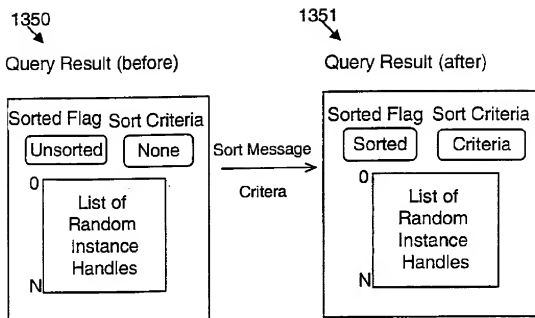 1350
Query Result (before)
Sorted Flag Sort Criteria
Unsorted None
0
List of
Random
Instance
Handles
N
Sort Message
Critera
1351
Query Result (after)
Sorted Flag Sort Criteria
Sorted Criteria
0
List of
Random
Instance
Handles
N